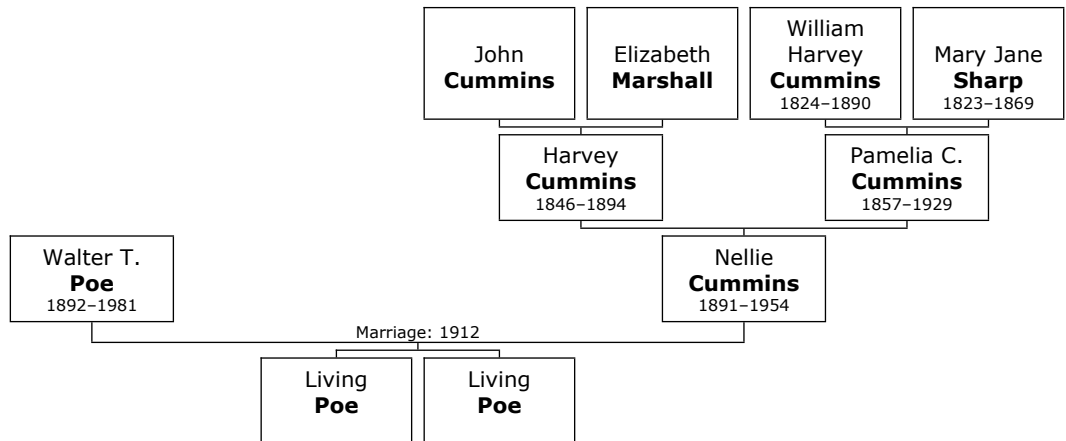 John
Cummins
Elizabeth
Marshall
William
Harvey
Cummins
1824–1890
Mary Jane
Sharp
1823–1869
Harvey
Cummins
1846–1894
Pamelia C.
Cummins
1857–1929
Walter T.
Poe
1892–1981
Nellie
Cummins
1891–1954
Marriage: 1912
Living
Poe
Living
Poe